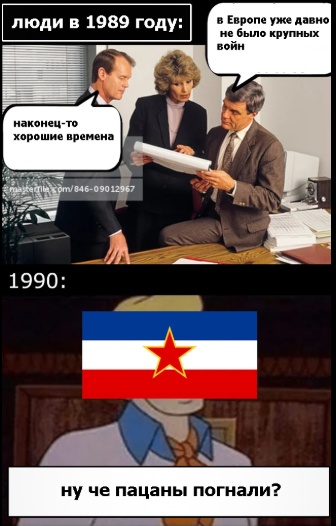 люди в 1989 году:
в Европе уже давно
не было крупных
войн
наконец-то
хорошие времена
masterfile.com/846-09012967
1990:
ну че пацаны погнали?